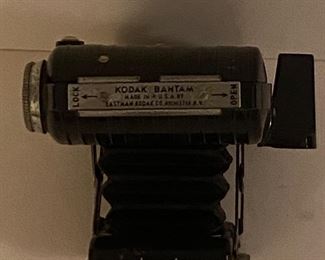 LOCK
KODAK BANTAM
MADE IN U.S.A. BY
EASTMAN KODAK CO. ROCHESTER N.Y.
OPEN